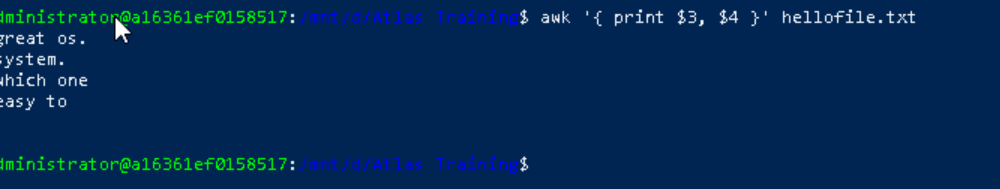 dministrator@a16361ef0158517:/mnt/d/Atlas Training$ awk '{ print $3, $4 }' hellofile.txt
great os.
system.
which one
easy to
dministrator@a16361ef0158517:/mnt/d/Atlas Training$